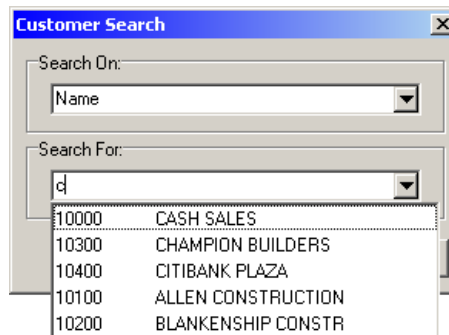 Customer Search
Search On:
Name
Search For:
c
10000 CASH SALES
10300 CHAMPION BUILDERS
10400 CITIBANK PLAZA
10100 ALLEN CONSTRUCTION
10200 BLANKENSHIP CONSTR